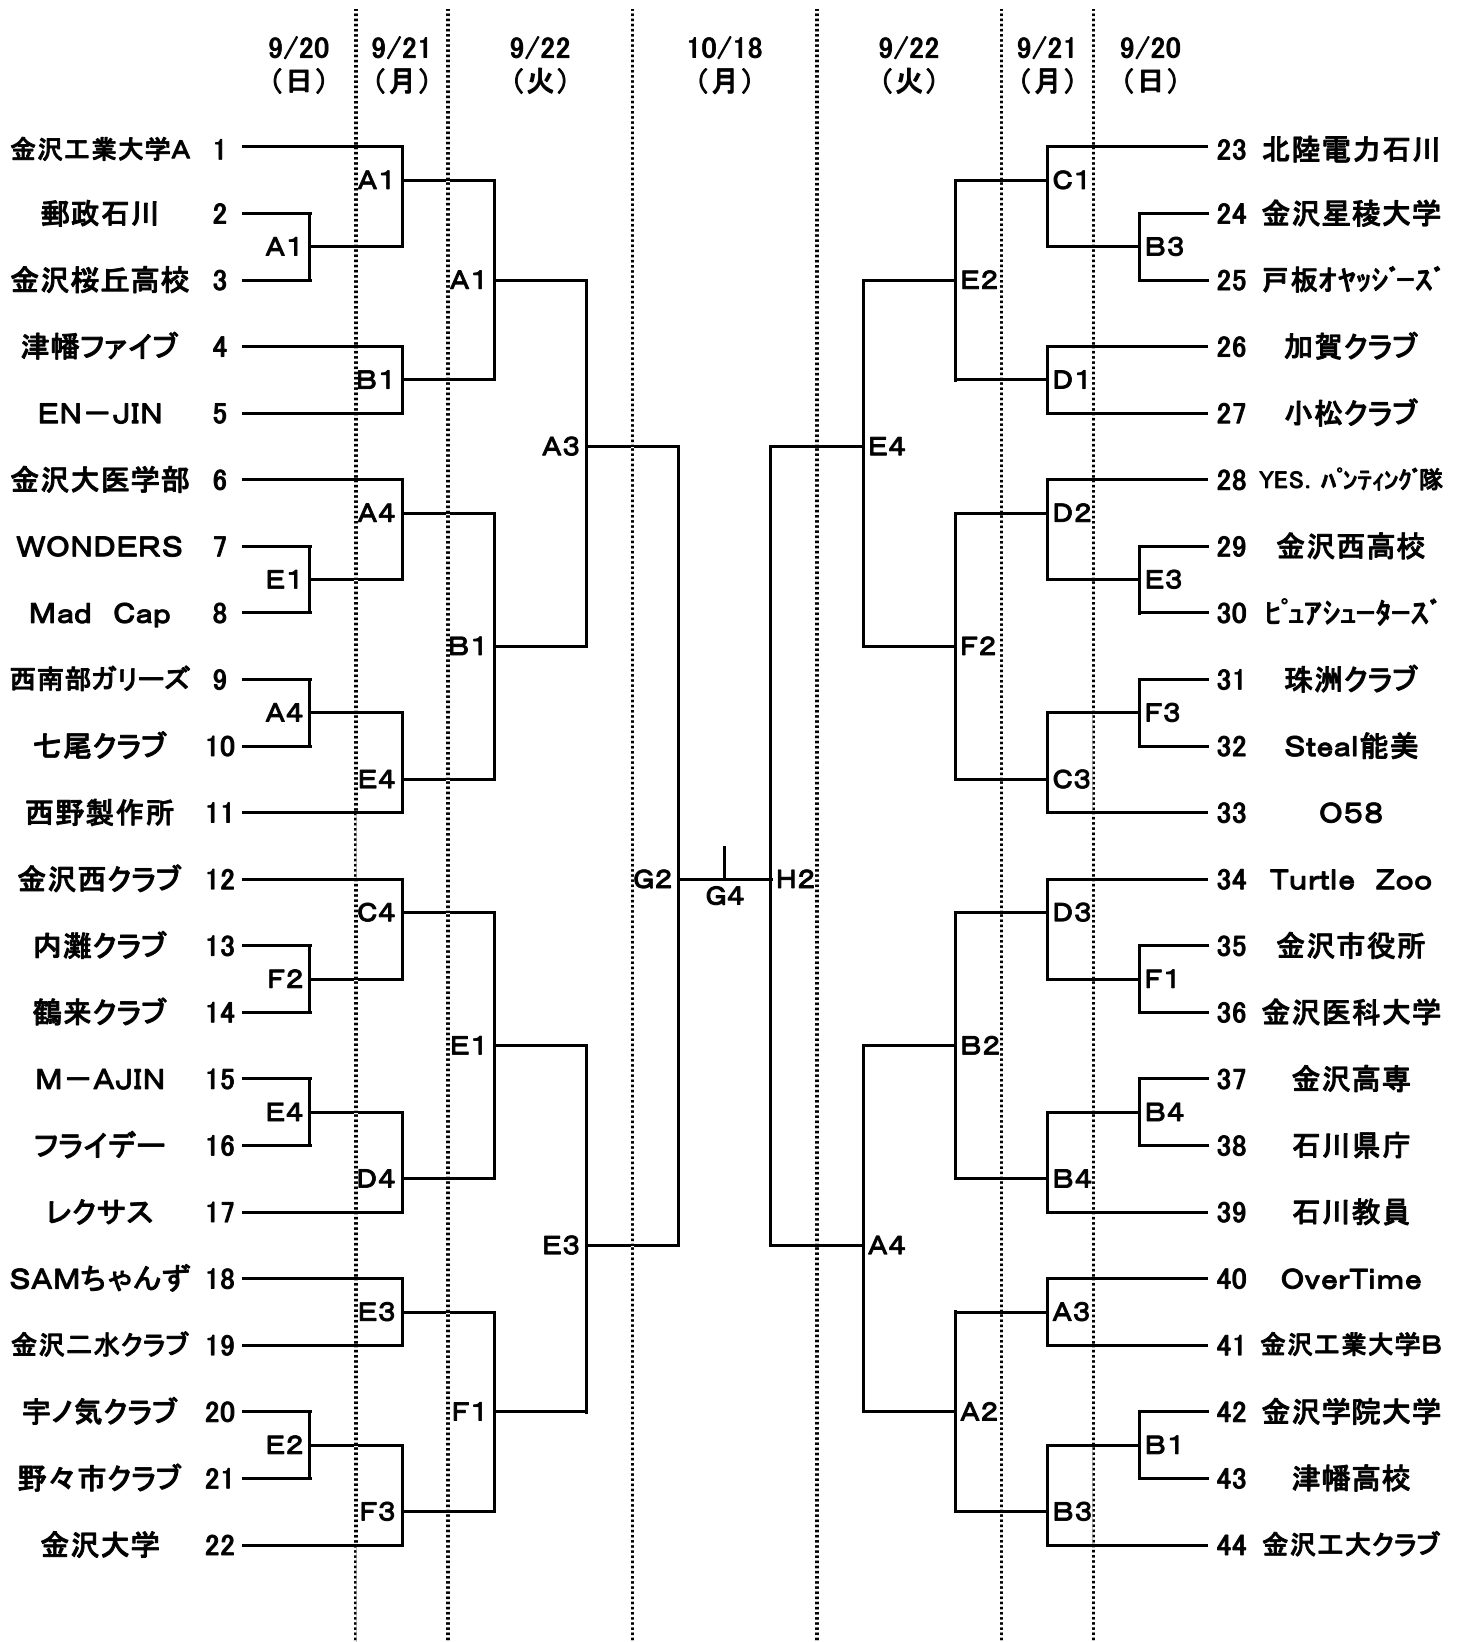 9/20 9/21 9/22 10/18 9/22 9/21 9/20
（日） （月） （火） （月） （火） （月） （日）
金沢工業大学A 1 23 北陸電力石川
A1 C1
郵政石川 2 24 金沢星稜大学
A1 B3
金沢桜丘高校 3 A1 E2 25 戸板オヤッジーズ
津幡ファイブ 4 26 加賀クラブ
B1 D1
EN－JIN 5 27 小松クラブ
A3 E4
金沢大医学部 6 28 YES. パンティング隊
A4 D2
WONDERS 7 29 金沢西高校
E1 E3
Mad Cap 8 30 ピュアシューターズ
B1 F2
西南部ガリーズ 9 31 珠洲クラブ
A4 F3
七尾クラブ 10 32 Steal能美
E4 C3
西野製作所 11 33 O58
金沢西クラブ 12 G2 H2 34 Turtle Zoo
G4
C4 D3
内灘クラブ 13 35 金沢市役所
F2 F1
鶴来クラブ 14 36 金沢医科大学
E1 B2
M－AJIN 15 37 金沢高専
E4 B4
フライデー 16 38 石川県庁
D4 B4
レクサス 17 39 石川教員
E3 A4
SAMちゃんず 18 40 OverTime
E3 A3
金沢二水クラブ 19 41 金沢工業大学B
宇ノ気クラブ 20 F1 A2 42 金沢学院大学
E2 B1
野々市クラブ 21 43 津幡高校
F3 B3
金沢大学 22 44 金沢工大クラブ